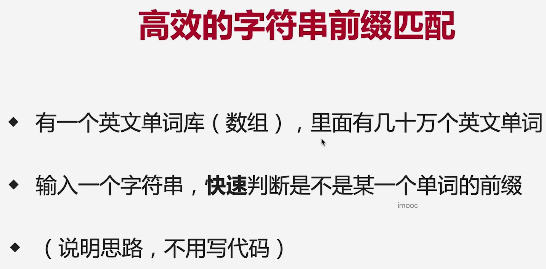 高效的字符串前缀匹配
◆ 有一个英文单词库（数组），里面有几十万个英文单词
◆ 输入一个字符串，快速判断是不是某一个单词的前缀
imooc
◆ （说明思路，不用写代码）